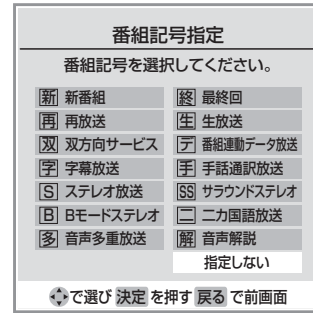 番組記号指定
番組記号を選択してください。
新 新番組 終 最終回
再 再放送 生 生放送
双 双方向サービス デ 番組連動データ放送
字 字幕放送 手 手話通訳放送
S ステレオ放送 SS サラウンドステレオ
B Bモードステレオ 二 二カ国語放送
多 音声多重放送 解 音声解説
指定しない
で選び 決定 を押す 戻る で前画面